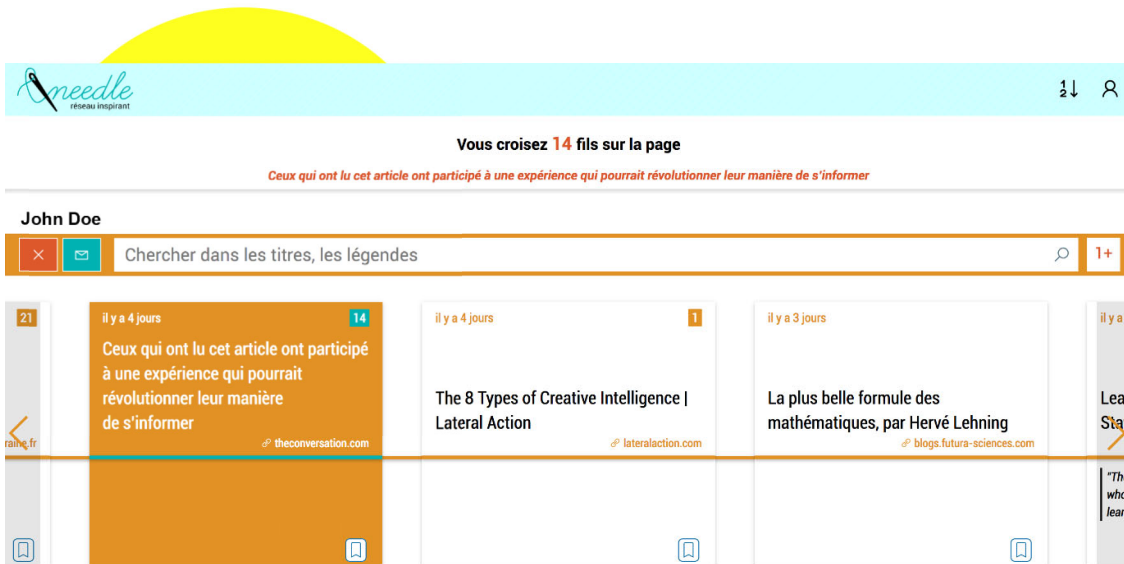 needle
réseau inspirant
Vous croisez 14 fils sur la page
Ceux qui ont lu cet article ont participé à une expérience qui pourrait révolutionner leur manière de s'informer
John Doe
Chercher dans les titres, les légendes
1+
21
il y a 4 jours
14
Ceux qui ont lu cet article ont participé
à une expérience qui pourrait
révolutionner leur manière
de s'informer
theconversation.com
il y a 4 jours
1
The 8 Types of Creative Intelligence |
Lateral Action
lateralaction.com
il y a 3 jours
La plus belle formule des
mathématiques, par Hervé Lehning
blogs.futura-sciences.com
il y a
Lea
"Th
who
lear